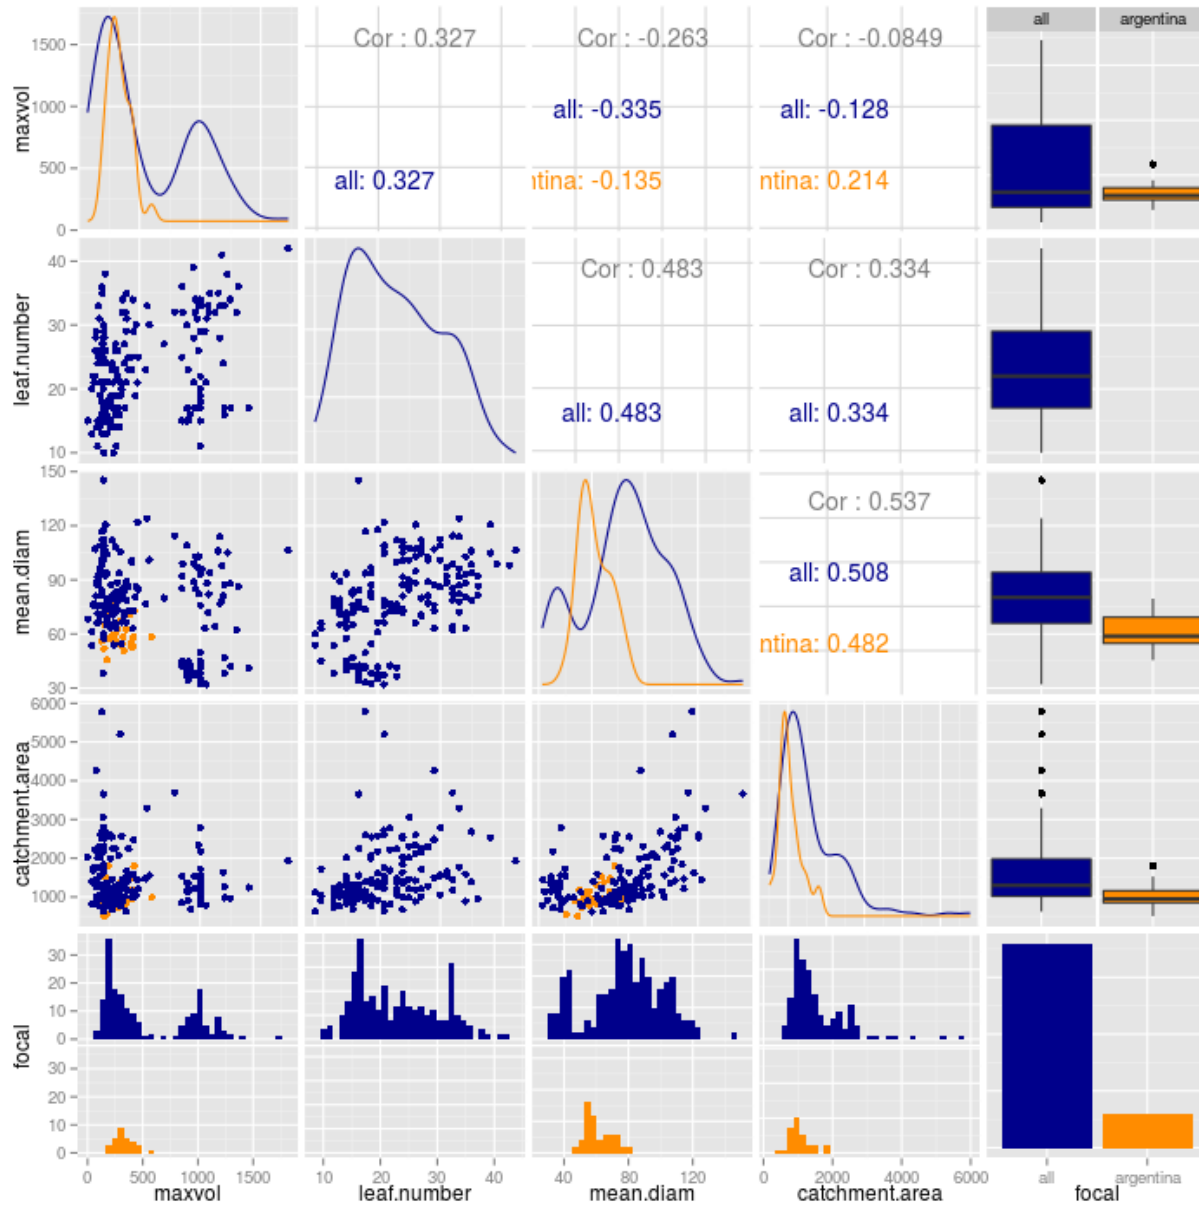 all argentina
1500
1000
500
0
maxvol
Cor : 0.327
all: 0.327
Cor : -0.263
all: -0.335
ntina: -0.135
Cor : -0.0849
all: -0.128
ntina: 0.214
40
30
20
10
leaf.number
Cor : 0.483
all: 0.483
Cor : 0.334
all: 0.334
150
120
90
60
30
mean.diam
Cor : 0.537
all: 0.508
ntina: 0.482
6000
5000
4000
3000
2000
1000
catchment.area
30
20
10
0
30
20
10
0
focal
0 500 1000 1500
10 20 30 40
40 80 120
0 2000 4000 6000
all argentina
maxvol leaf.number mean.diam catchment.area focal